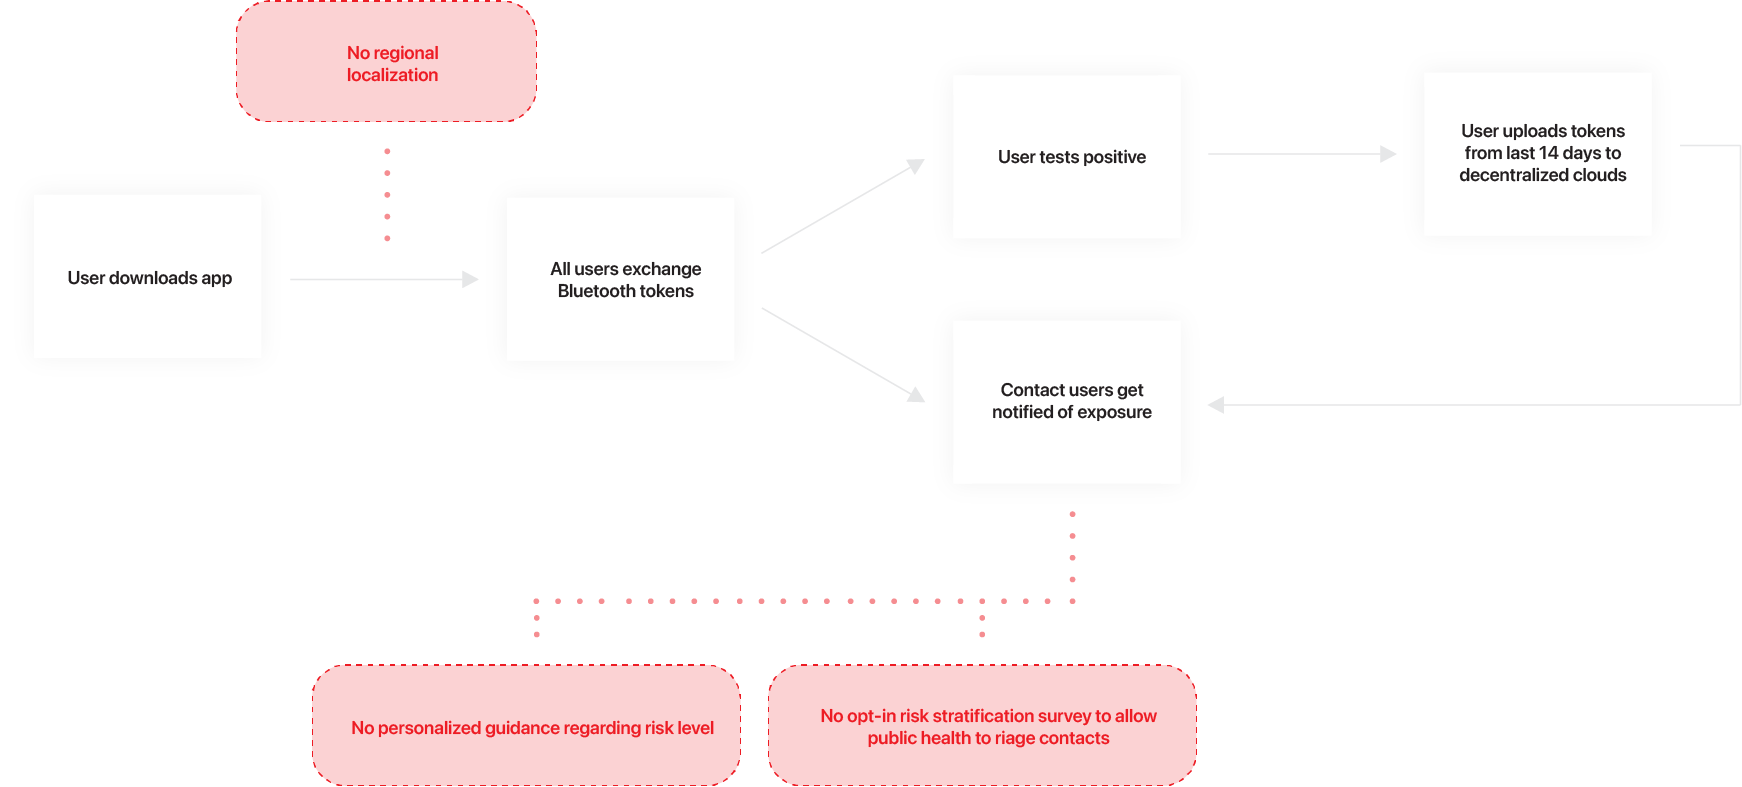 No regional
localization
User downloads app
All users exchange
Bluetooth tokens
User tests positive
User uploads tokens
from last 14 days to
decentralized clouds
Contact users get
notified of exposure
No personalized guidance regarding risk level
No opt-in risk stratification survey to allow
public health to riage contacts